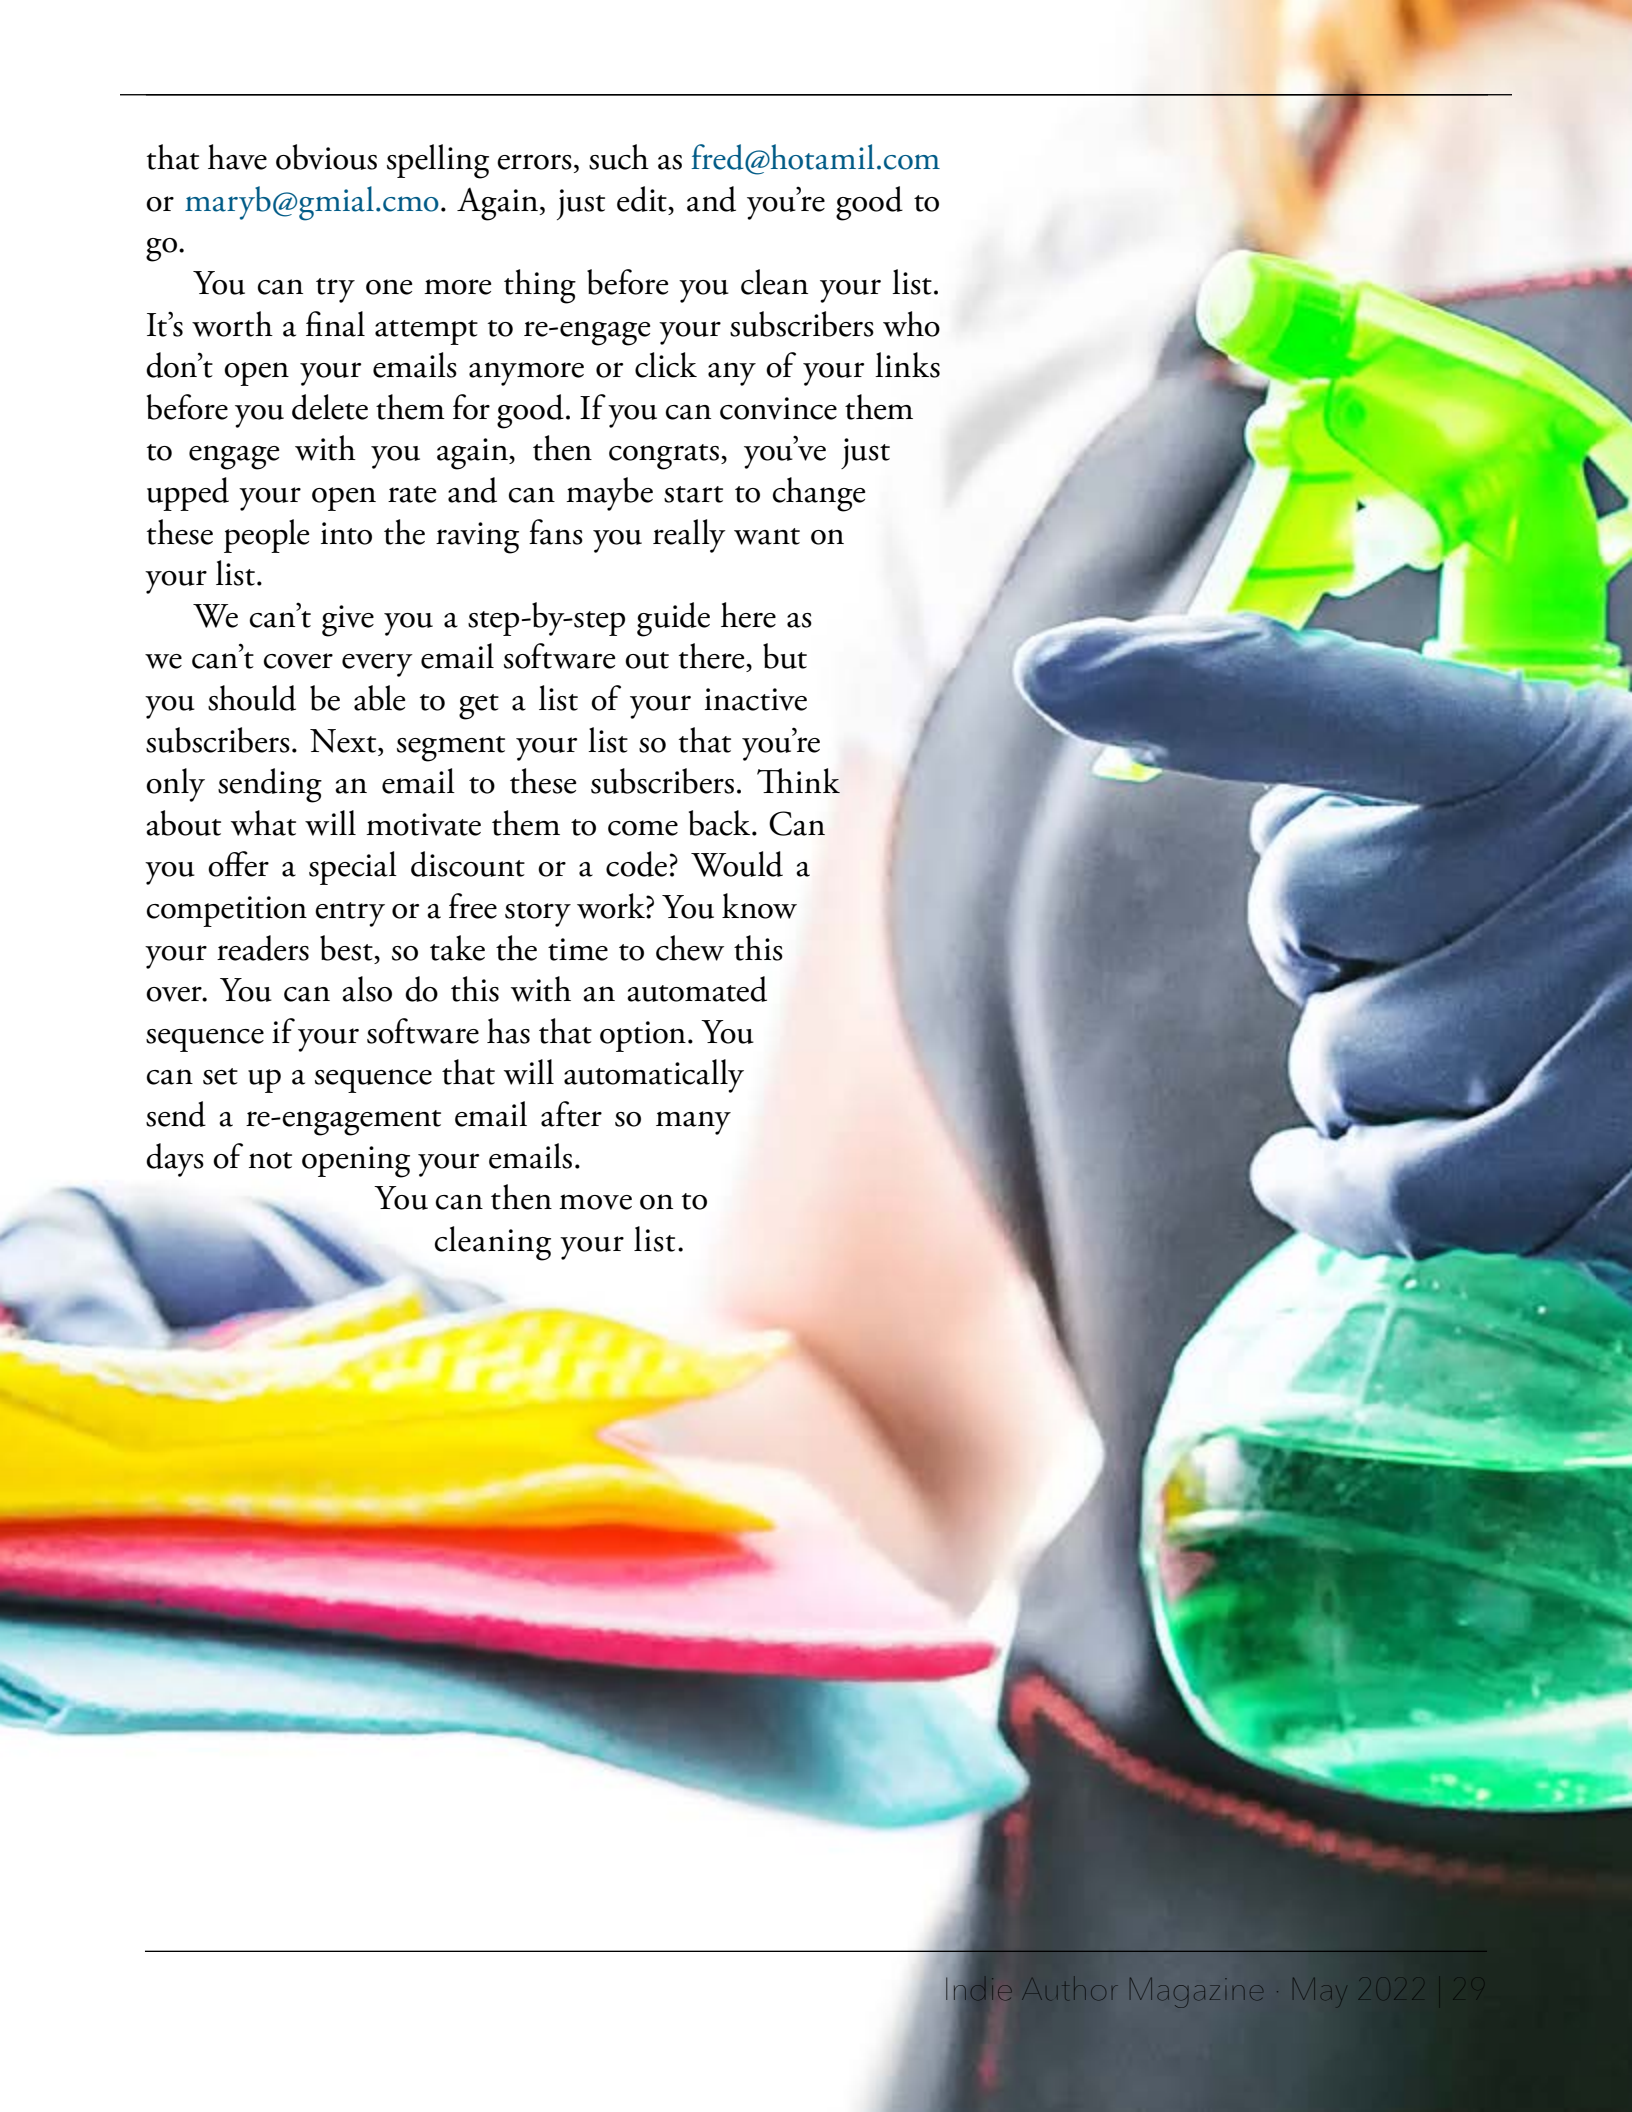 that have obvious spelling errors, such as fred@hotamil.com
or maryb@gmial.cmo. Again, just edit, and you’re good to
go.
You can try one more thing before you clean your list.
It’s worth a final attempt to re-engage your subscribers who
don’t open your emails anymore or click any of your links
before you delete them for good. If you can convince them
to engage with you again, then congrats, you’ve just
upped your open rate and can maybe start to change
these people into the raving fans you really want on
your list.
We can’t give you a step-by-step guide here as
we can’t cover every email software out there, but
you should be able to get a list of your inactive
subscribers. Next, segment your list so that you’re
only sending an email to these subscribers. Think
about what will motivate them to come back. Can
you offer a special discount or a code? Would a
competition entry or a free story work? You know
your readers best, so take the time to chew this
over. You can also do this with an automated
sequence if your software has that option. You
can set up a sequence that will automatically
send a re-engagement email after so many
days of not opening your emails.
You can then move on to
cleaning your list.
Indie Author Magazine · May 2022 | 29